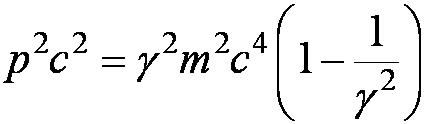 p²c² = γ²m²c⁴(1 − 1/γ²)